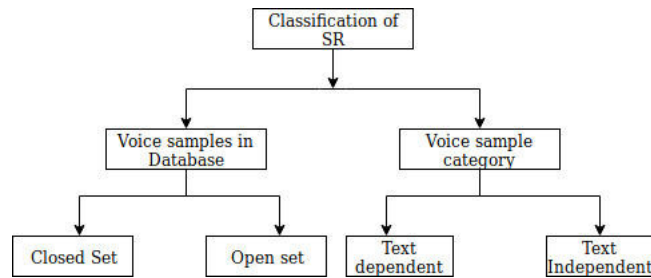 Classification of
SR
Voice samples in
Database
Voice sample
category
Closed Set
Open set
Text
dependent
Text
Independent